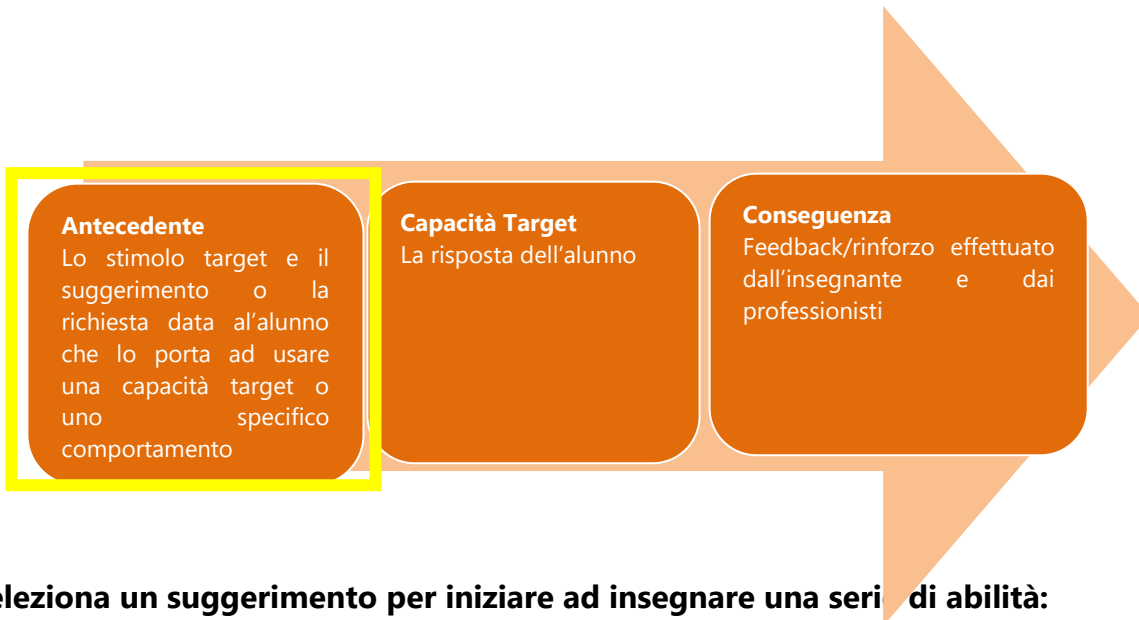 Antecedente
Lo stimolo target e il
suggerimento o la
richiesta data al'alunno
che lo porta ad usare
una capacità target o
uno specifico
comportamento
Capacità Target
La risposta dell'alunno
Conseguenza
Feedback/rinforzo effettuato
dall'insegnante e dai
professionisti
eleziona un suggerimento per iniziare ad insegnare una seri di abilità: